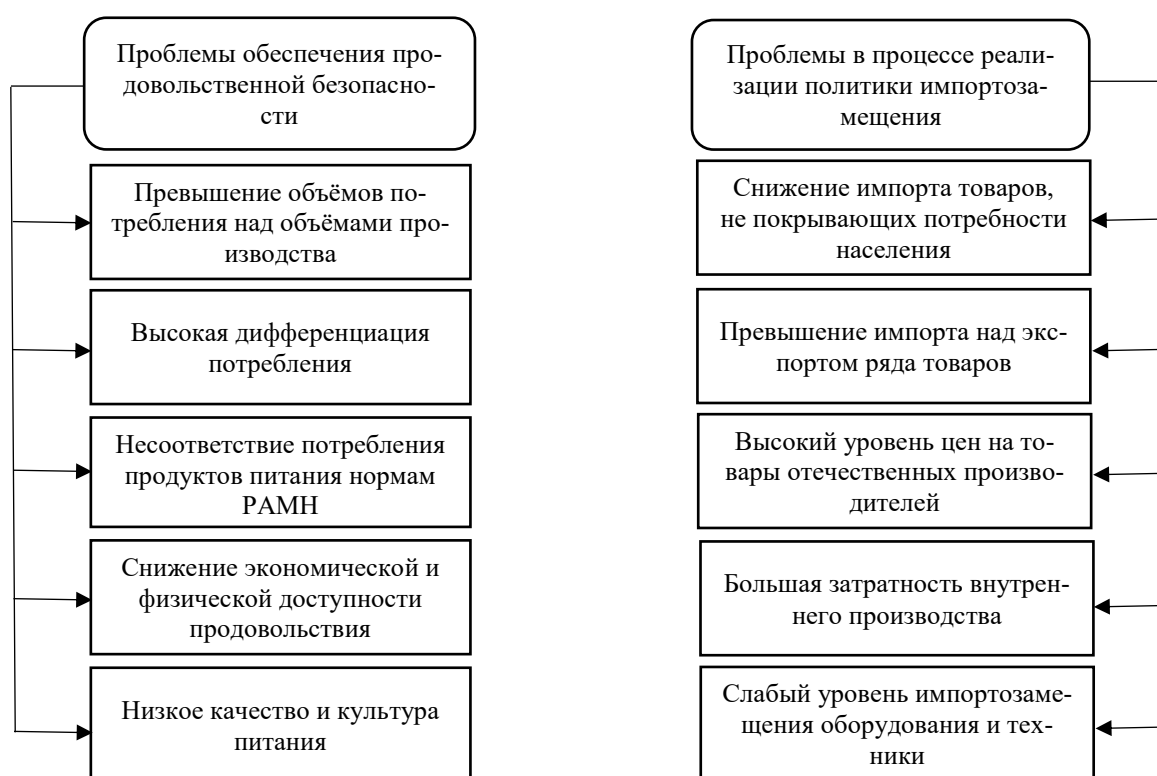 Проблемы обеспечения про-
довольственной безопасно-
сти
Превышение объёмов по-
требления над объёмами про-
изводства
Высокая дифференциация
потребления
Несоответствие потребления
продуктов питания нормам
РАМН
Снижение экономической и
физической доступности
продовольствия
Низкое качество и культура
питания
Проблемы в процессе реали-
зации политики импортоза-
мещения
Снижение импорта товаров,
не покрывающих потребности
населения
Превышение импорта над экс-
портом ряда товаров
Высокий уровень цен на то-
вары отечественных произво-
дителей
Большая затратность внутрен-
него производства
Слабый уровень импортозаме-
щения оборудования и тех-
ники